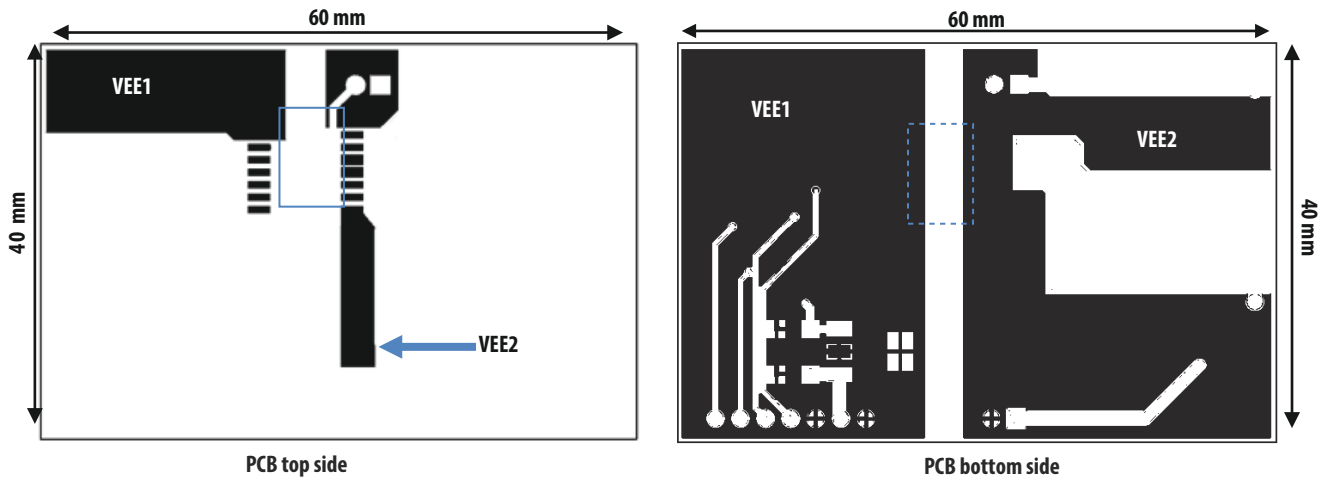 60 mm
60 mm
VEE1
VEE1
VEE2
40 mm
40 mm
VEE2
PCB top side
PCB bottom side